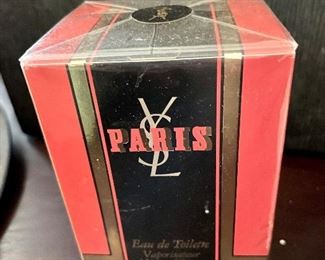 YSL
PARIS
Eau de Toilette
Vaporisateur